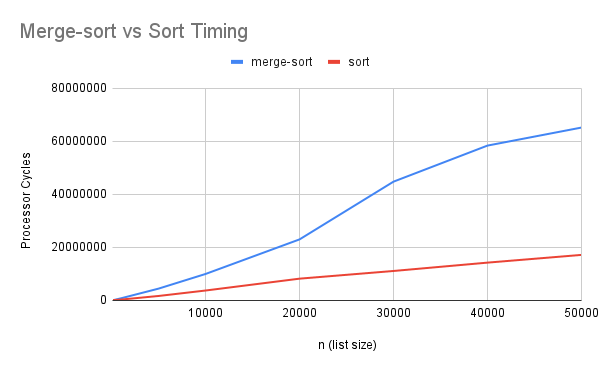 Merge-sort vs Sort Timing
merge-sort sort
80000000
60000000
40000000
20000000
0
Processor Cycles
10000 20000 30000 40000 50000
n (list size)